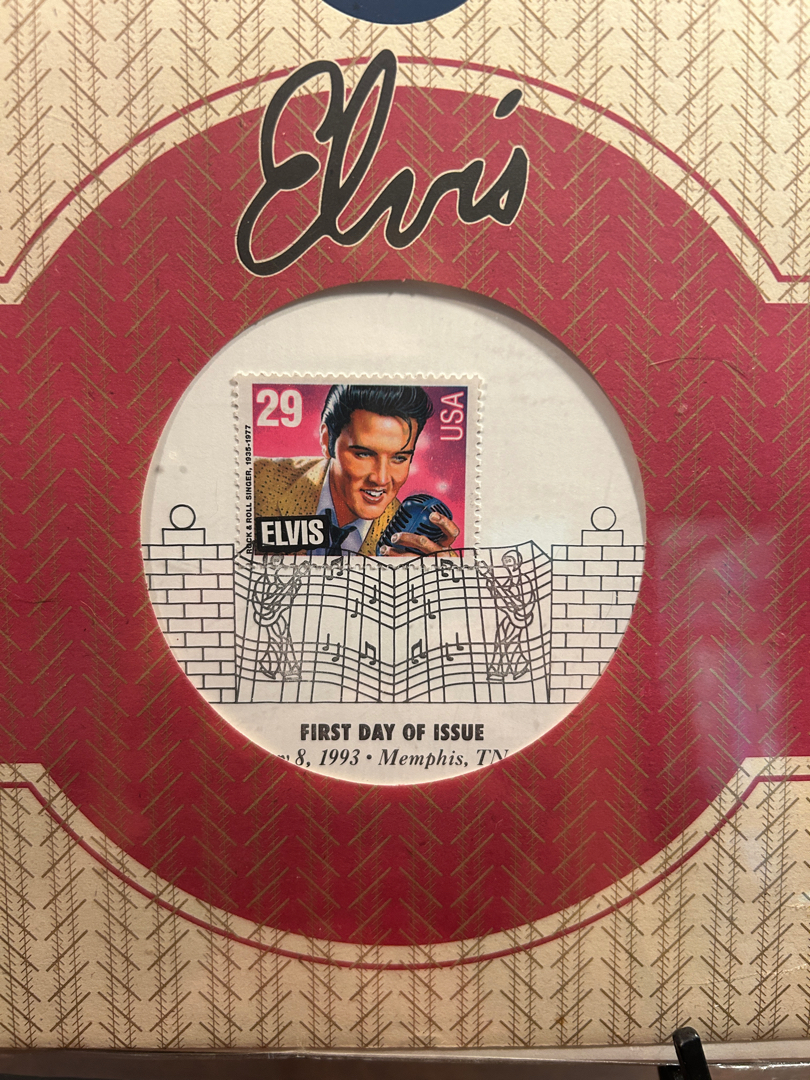 Elvis
29
USA
ROCK & ROLL SINGER, 1935-1977
ELVIS
FIRST DAY OF ISSUE
8, 1993 • Memphis, TN